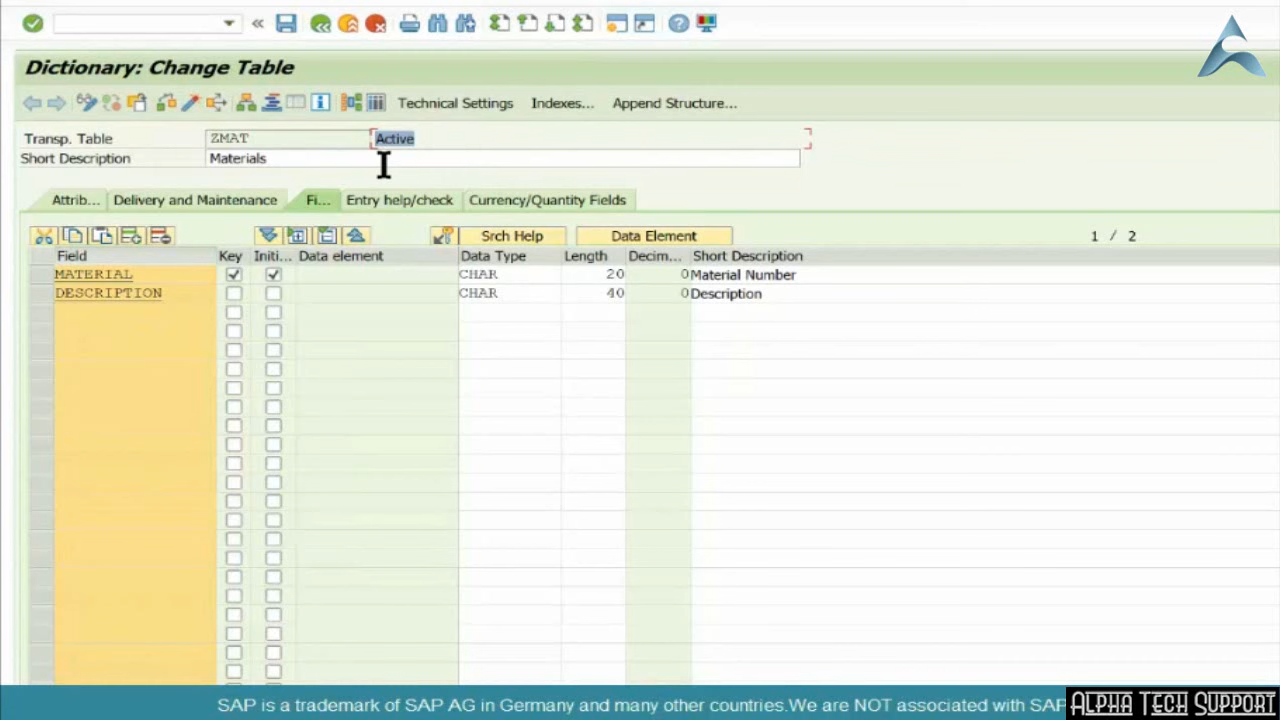 Dictionary: Change Table
Technical Settings Indexes... Append Structure...
Transp. Table ZMAT Active
Short Description Materials
Attrib... Delivery and Maintenance Fi... Entry help/check Currency/Quantity Fields
Srch Help Data Element 1 / 2
Field Key Initi... Data element Data Type Length Decim... Short Description
MATERIAL CHAR 20 0 Material Number
DESCRIPTION CHAR 40 0 Description
SAP is a trademark of SAP AG in Germany and many other countries.We are NOT associated with SAP
ALPHA TECH SUPPORT